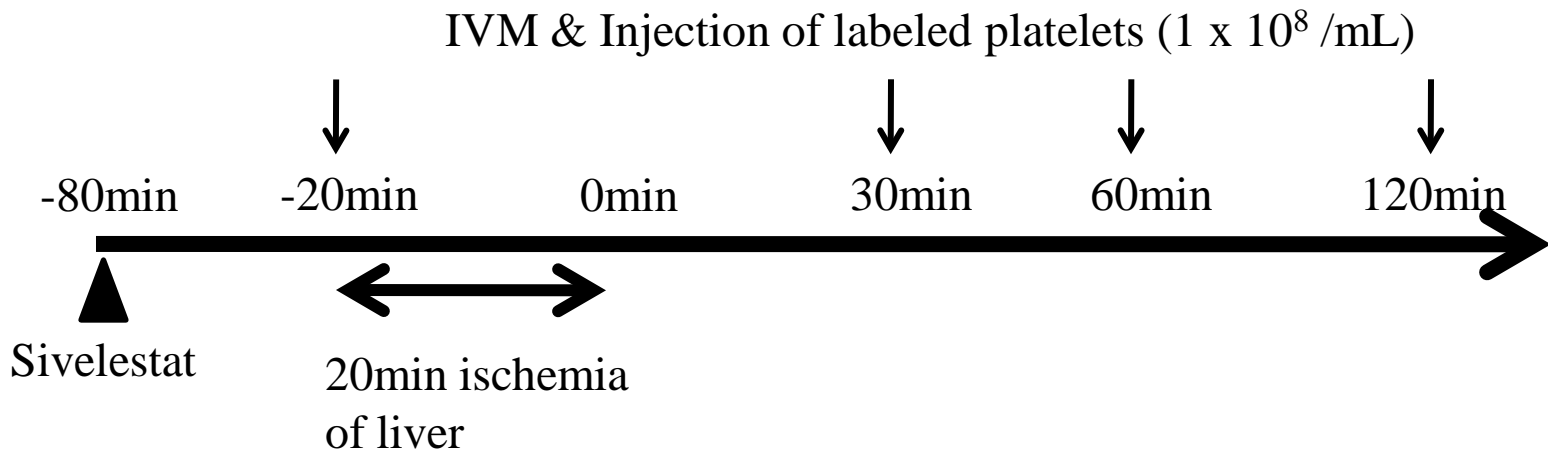 IVM & Injection of labeled platelets (1 x 10⁸ /mL)
-80min -20min 0min 30min 60min 120min
Sivelestat
20min ischemia
of liver